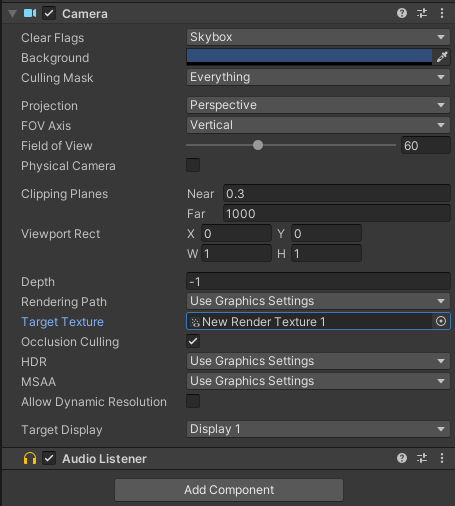 Camera
Clear Flags Skybox
Background
Culling Mask Everything
Projection Perspective
FOV Axis Vertical
Field of View 60
Physical Camera
Clipping Planes Near 0.3
Far 1000
Viewport Rect X 0 Y 0
W 1 H 1
Depth -1
Rendering Path Use Graphics Settings
Target Texture New Render Texture 1
Occlusion Culling
HDR Use Graphics Settings
MSAA Use Graphics Settings
Allow Dynamic Resolution
Target Display Display 1
Audio Listener
Add Component